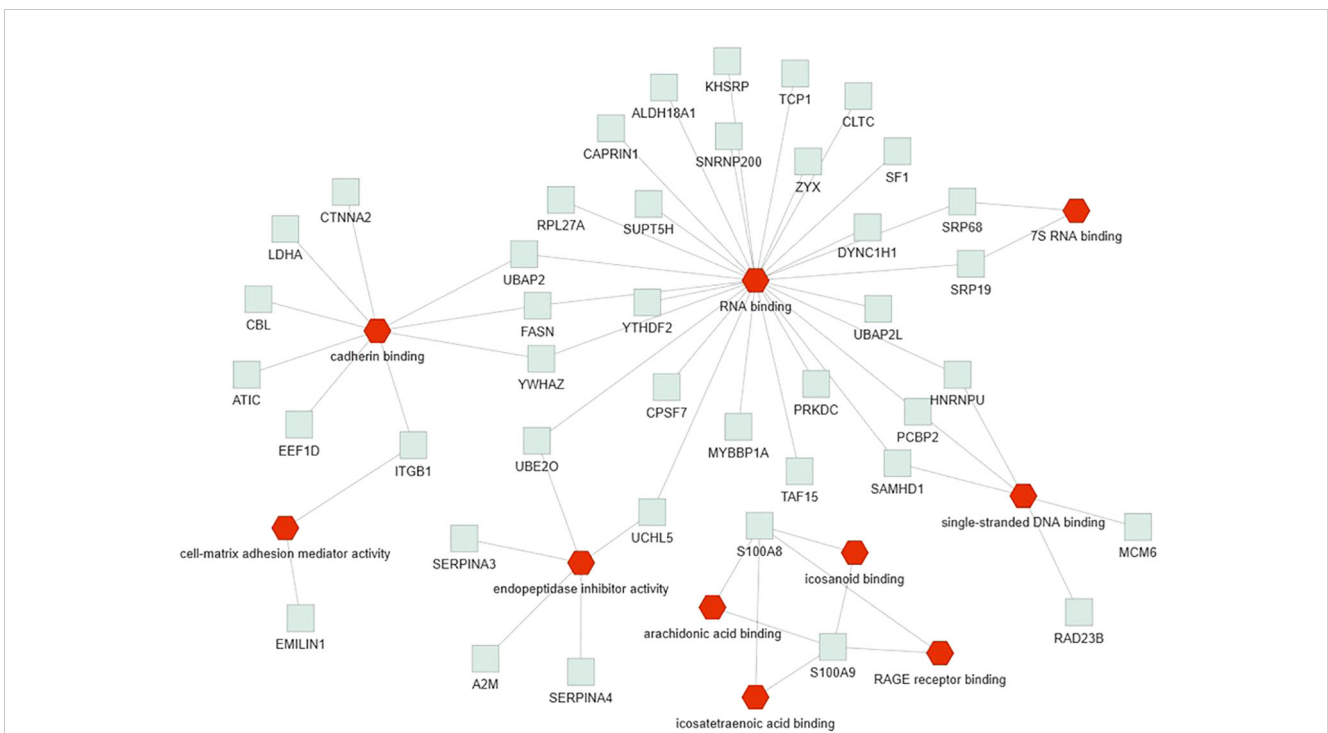 KHSRP
TCP1
ALDH18A1
CLTC
CAPRIN1
SNRNP200
ZYX
SF1
CTNNA2
RPL27A
SUPT5H
SRP68
7S RNA binding
LDHA
DYNC1H1
UBAP2
SRP19
RNA binding
CBL
FASN
YTHDF2
UBAP2L
cadherin binding
YWHAZ
ATIC
HNRNPU
CPSF7
PRKDC
PCBP2
EEF1D
MYBBP1A
ITGB1
UBE2O
TAF15
SAMHD1
single-stranded DNA binding
UCHL5
cell-matrix adhesion mediator activity
SERPINA3
S100A8
MCM6
icosanoid binding
endopeptidase inhibitor activity
arachidonic acid binding
RAD23B
EMILIN1
S100A9
RAGE receptor binding
A2M
SERPINA4
icosatetraenoic acid binding